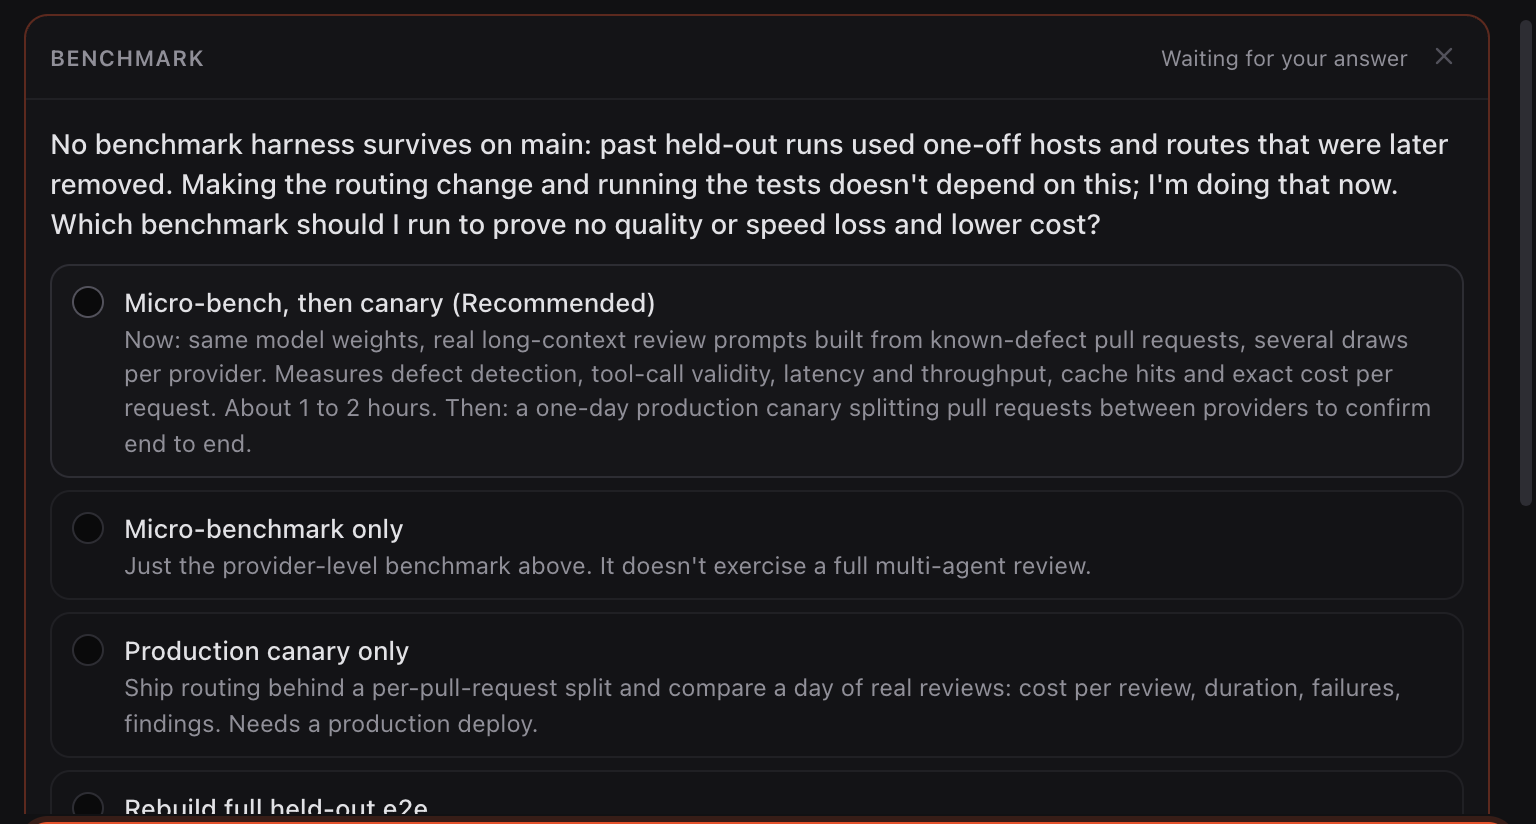 BENCHMARK
Waiting for your answer
No benchmark harness survives on main: past held-out runs used one-off hosts and routes that were later
removed. Making the routing change and running the tests doesn't depend on this; I'm doing that now.
Which benchmark should I run to prove no quality or speed loss and lower cost?
Micro-bench, then canary (Recommended)
Now: same model weights, real long-context review prompts built from known-defect pull requests, several draws
per provider. Measures defect detection, tool-call validity, latency and throughput, cache hits and exact cost per
request. About 1 to 2 hours. Then: a one-day production canary splitting pull requests between providers to confirm
end to end.
Micro-benchmark only
Just the provider-level benchmark above. It doesn't exercise a full multi-agent review.
Production canary only
Ship routing behind a per-pull-request split and compare a day of real reviews: cost per review, duration, failures,
findings. Needs a production deploy.
Rebuild full held-out e2e